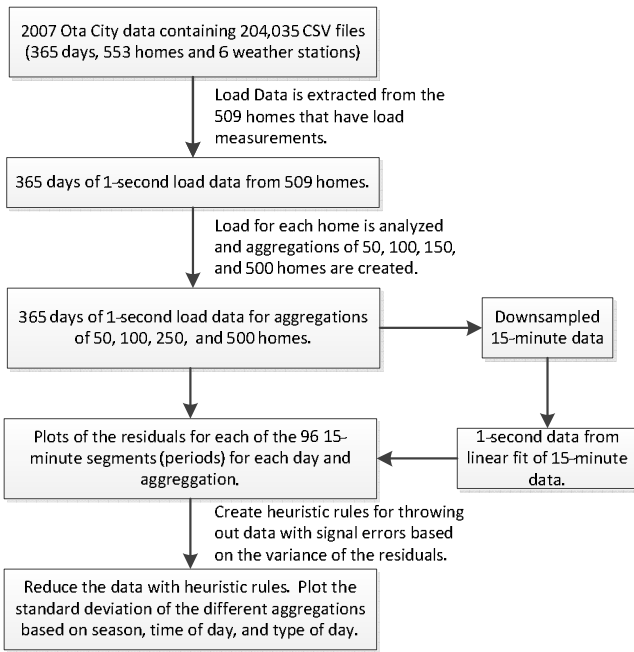 2007 Ota City data containing 204,035 CSV files
(365 days, 553 homes and 6 weather stations)
Load Data is extracted from the
509 homes that have load
measurements.
365 days of 1-second load data from 509 homes.
Load for each home is analyzed
and aggregations of 50, 100, 150,
and 500 homes are created.
365 days of 1-second load data for aggregations
of 50, 100, 250,  and 500 homes.
Downsampled
15-minute data
Plots of the residuals for each of the 96 15-
minute segments (periods) for each day and
aggreggation.
1-second data from
linear fit of 15-minute
data.
Create heuristic rules for throwing
out data with signal errors based
on the variance of the residuals.
Reduce the data with heuristic rules.  Plot the
standard deviation of the different aggregations
based on season, time of day, and type of day.